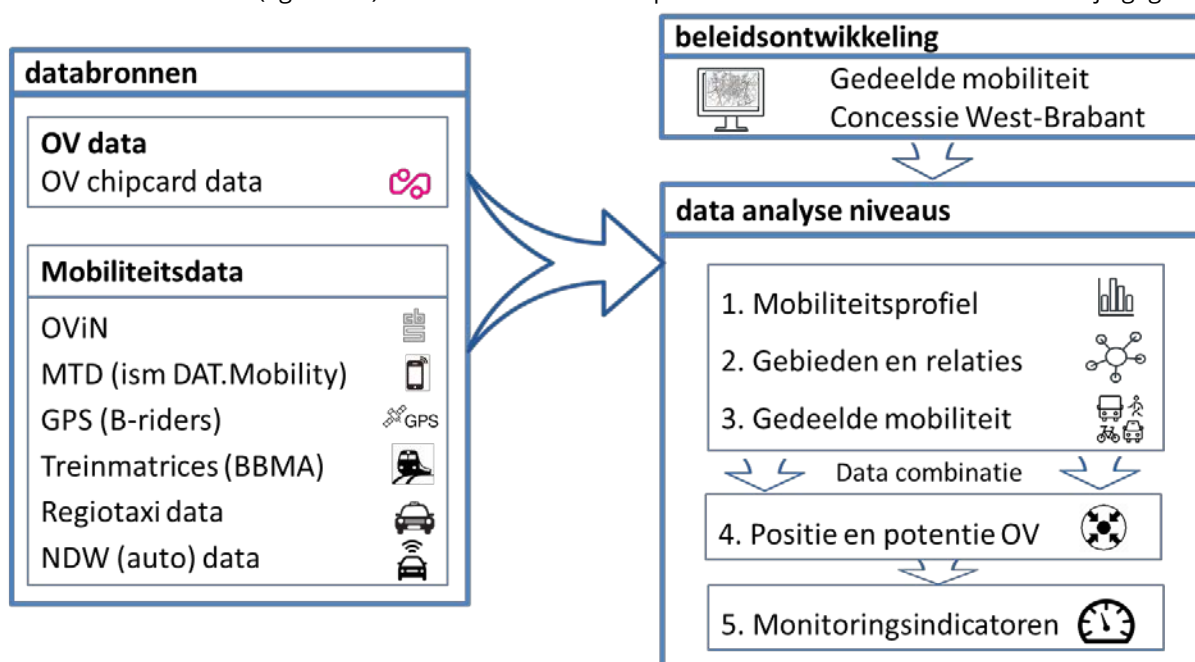 databronnen
OV data
OV chipcard data
Mobiliteitsdata
OViN
cb
MTD (ism DAT.Mobility)
GPS (B-riders)
GPS
Treinmatrices (BBMA)
Regiotaxi data
NDW (auto) data
beleidsontwikkeling
Gedeelde mobiliteit
Concessie West-Brabant
data analyse niveaus
1. Mobiliteitsprofiel
2. Gebieden en relaties
3. Gedeelde mobiliteit
Data combinatie
4. Positie en potentie OV
5. Monitoringsindicatoren